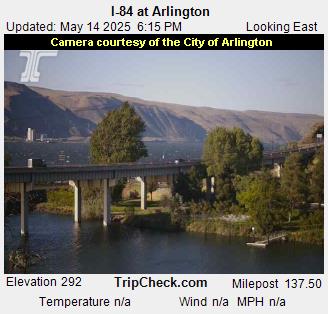 I-84 at Arlington
Updated: May 14 2025 6:15 PM Looking East
Camera courtesy of the City of Arlington
Elevation 292 TripCheck.com Milepost 137.50
Temperature n/a Wind n/a MPH n/a